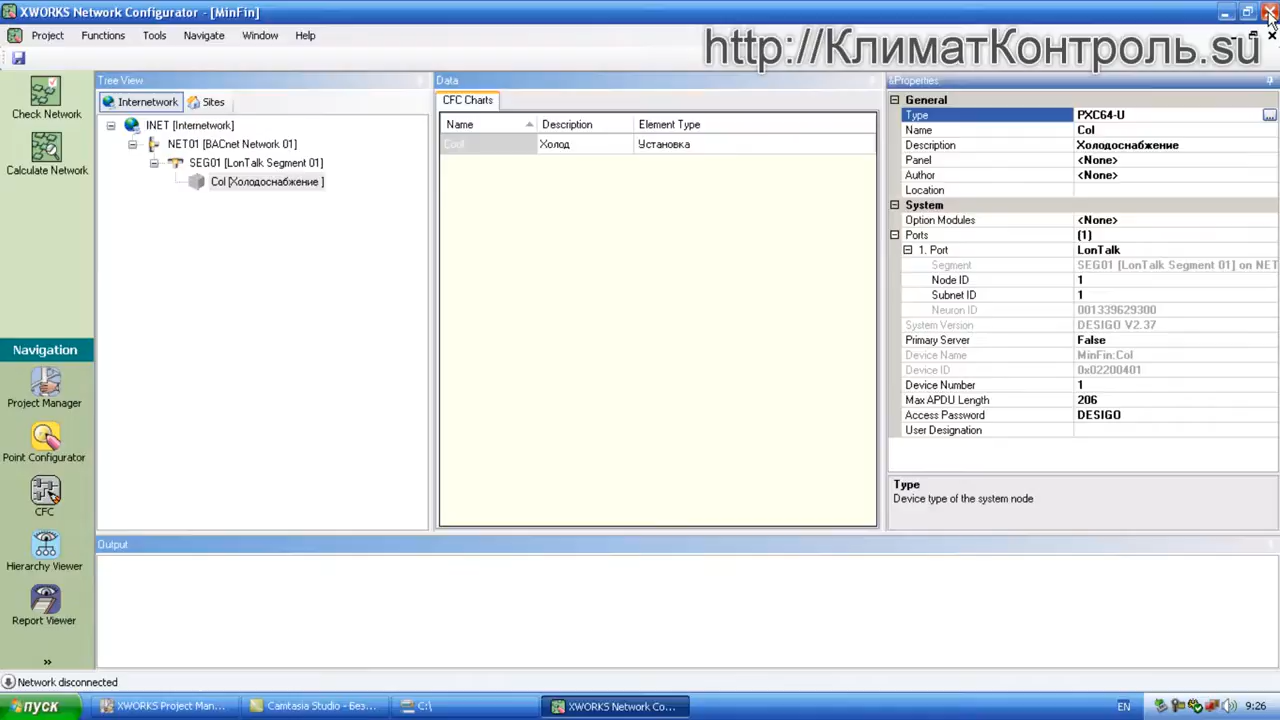 XWORKS Network Configurator - [MinFin]
Project Functions Tools Navigate Window Help
http://КлиматКонтроль.su
Check Network
Calculate Network
Navigation
Project Manager
Point Configurator
CFC
Hierarchy Viewer
Report Viewer
»
Tree View
Internetwork Sites
INET [Internetwork]
NET01 [BACnet Network 01]
SEG01 [LonTalk Segment 01]
Col [Холодоснабжение ]
Data
CFC Charts
Name Description Element Type
Cool Холод Установка
Properties
General
Type PXC64-U ...
Name Col
Description Холодоснабжение
Panel <None>
Author <None>
Location
System
Option Modules <None>
Ports (1)
1. Port LonTalk
Segment SEG01 [LonTalk Segment 01] on NET
Node ID 1
Subnet ID 1
Neuron ID 001339629300
System Version DESIGO V2.37
Primary Server False
Device Name MinFin:Col
Device ID 0x02200401
Device Number 1
Max APDU Length 206
Access Password DESIGO
User Designation
Type
Device type of the system node
Output
Network disconnected
пуск XWORKS Project Man... Camtasia Studio - Без... C:\ XWORKS Network Co... EN 9:26